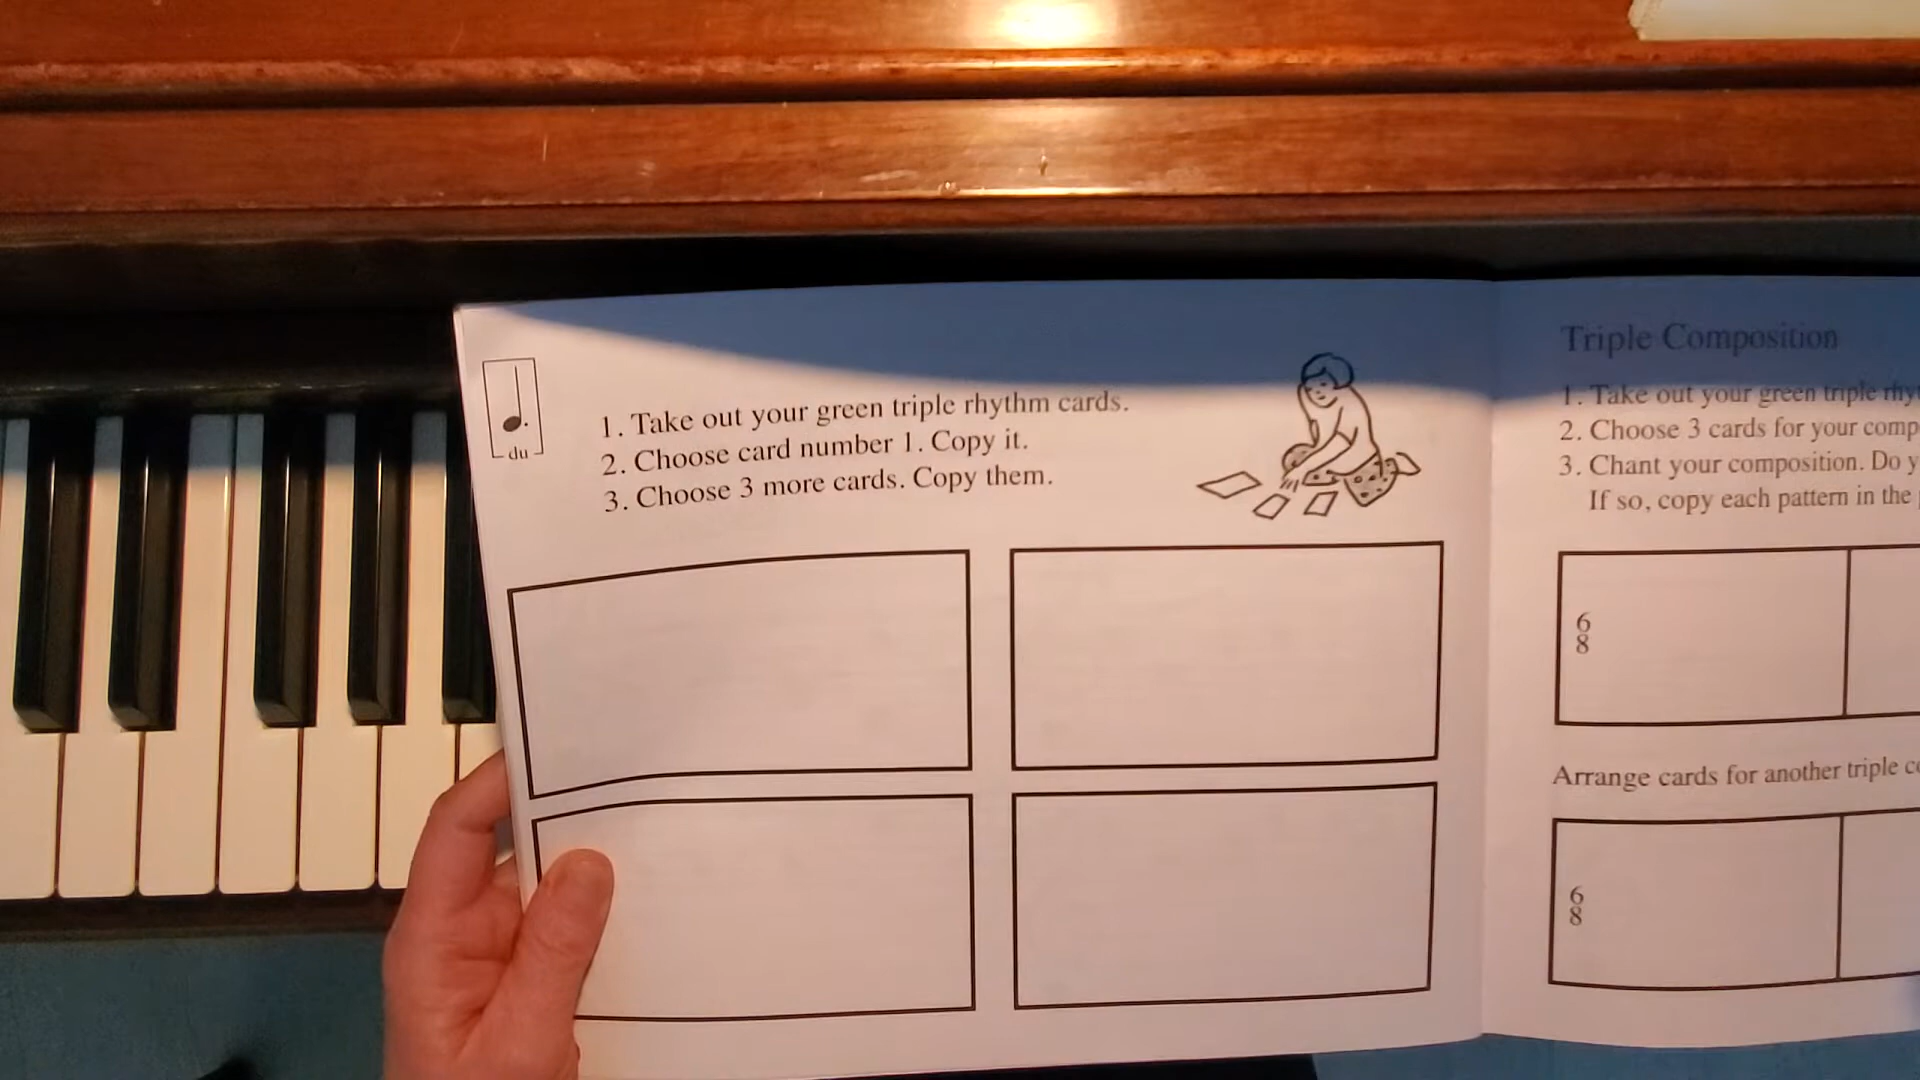 du
1. Take out your green triple rhythm cards.
2. Choose card number 1. Copy it.
3. Choose 3 more cards. Copy them.
Triple Composition
1. Take out your green triple
2. Choose 3 cards for your
3. Chant your composition. Do
If so, copy each pattern in the
6
8
Arrange cards for another triple
6
8